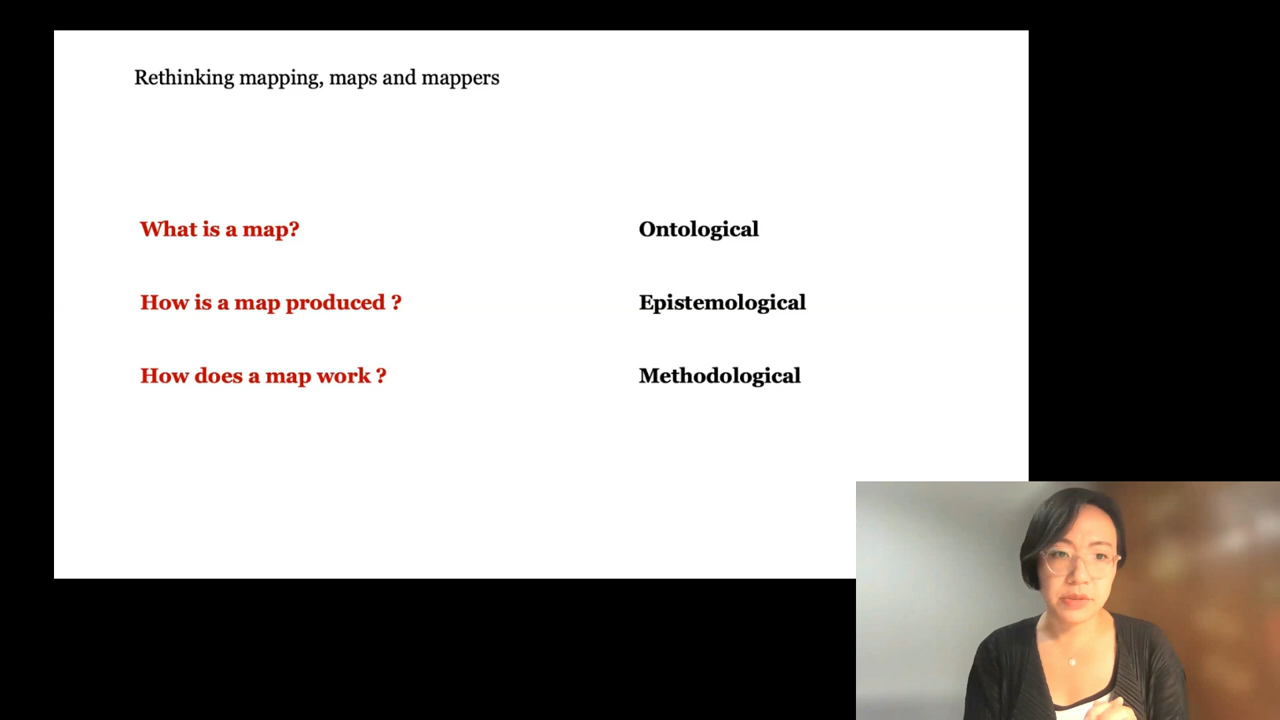 Rethinking mapping, maps and mappers
What is a map? Ontological
How is a map produced ? Epistemological
How does a map work ? Methodological